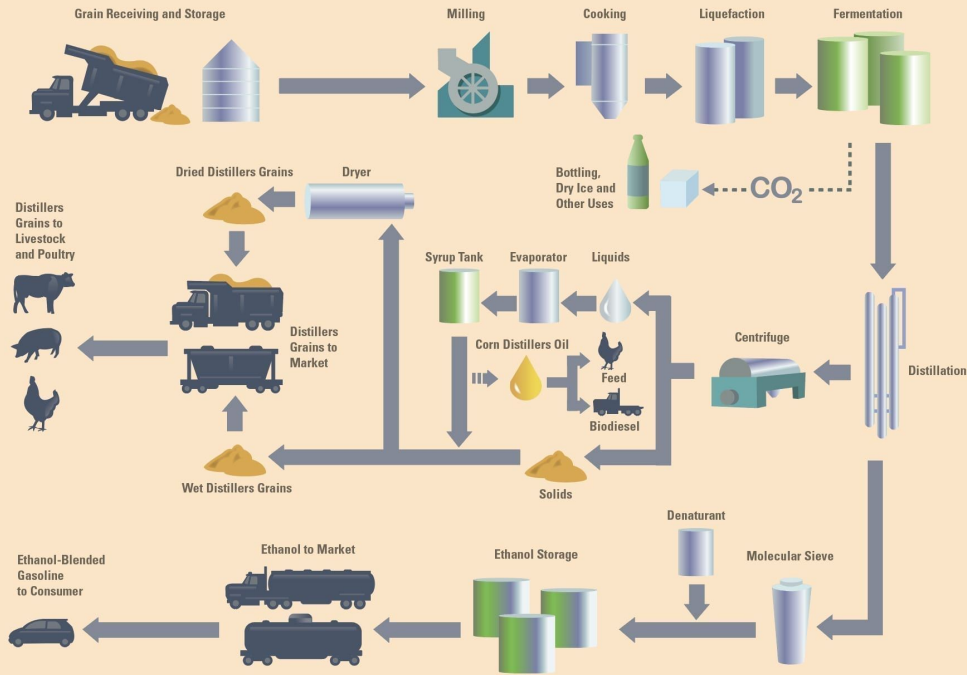 Grain Receiving and Storage
Milling
Cooking
Liquefaction
Fermentation
Bottling,
Dry Ice and
Other Uses
CO2
Dried Distillers Grains
Dryer
Distillers
Grains to
Livestock
and Poultry
Syrup Tank
Evaporator
Liquids
Distillers
Grains to
Market
Corn Distillers Oil
Feed
Biodiesel
Centrifuge
Distillation
Wet Distillers Grains
Solids
Denaturant
Molecular Sieve
Ethanol Storage
Ethanol to Market
Ethanol-Blended
Gasoline
to Consumer